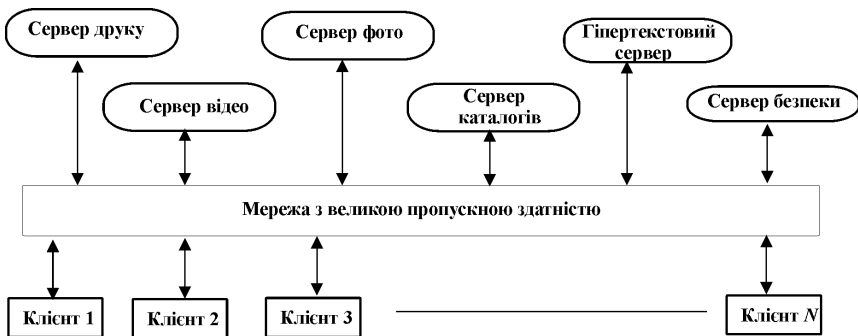 Сервер друку
Сервер фото
Гіпертекстовий
сервер
Сервер відео
Сервер
каталогів
Сервер безпеки
Мережа з великою пропускною здатністю
Клієнт 1
Клієнт 2
Клієнт 3
Клієнт N